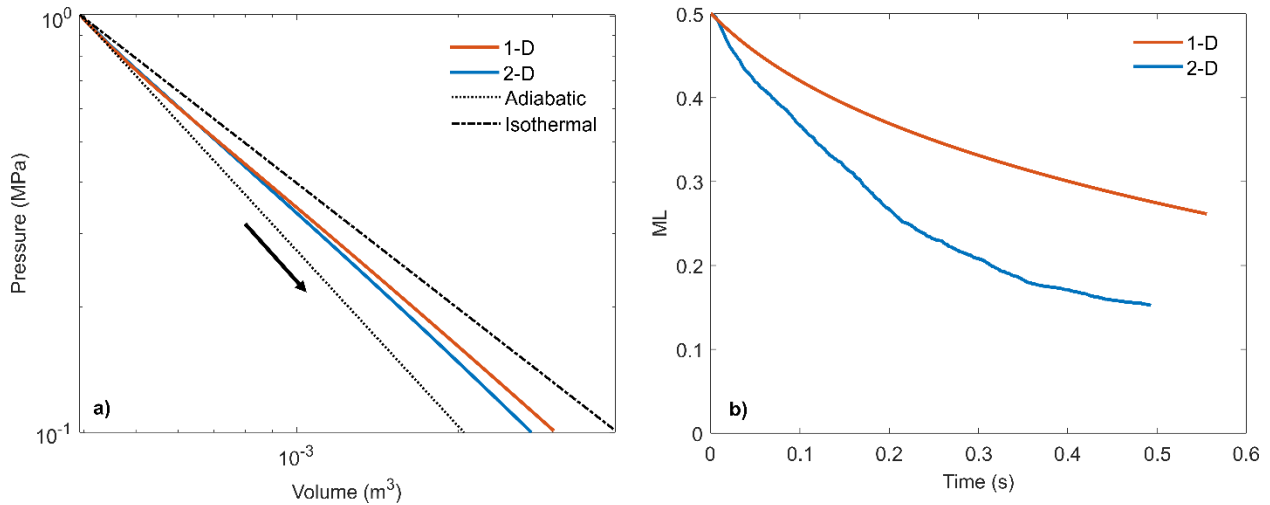 10⁰
1-D
2-D
Adiabatic
Isothermal
Pressure (MPa)
a)
10⁻¹
10⁻³
Volume (m³)
0.5
1-D
2-D
0.4
0.3
ML
0.2
0.1
b)
0
0 0.1 0.2 0.3 0.4 0.5 0.6
Time (s)